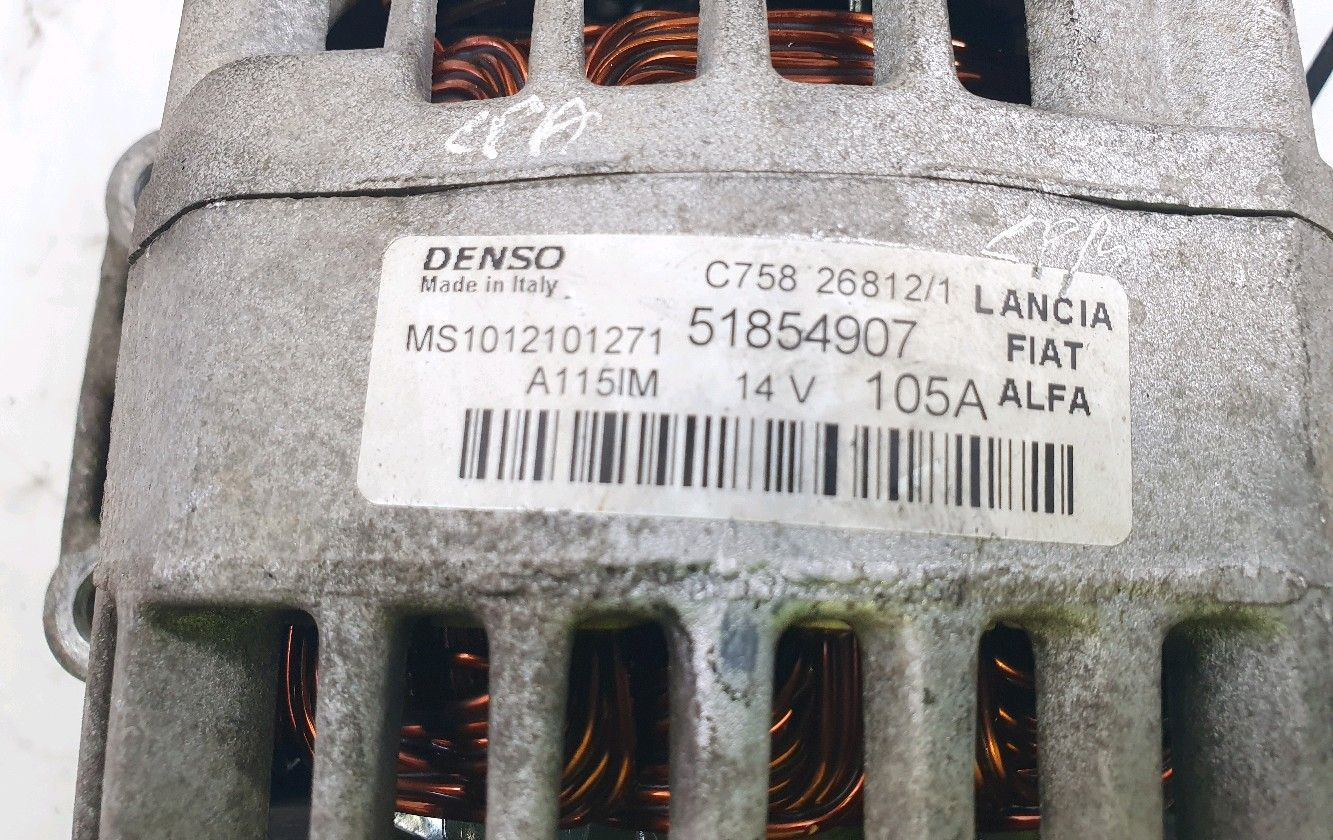 DENSO
Made in Italy
C758 26812/1
MS1012101271 51854907
A115IM 14 V 105A
LANCIA
FIAT
ALFA